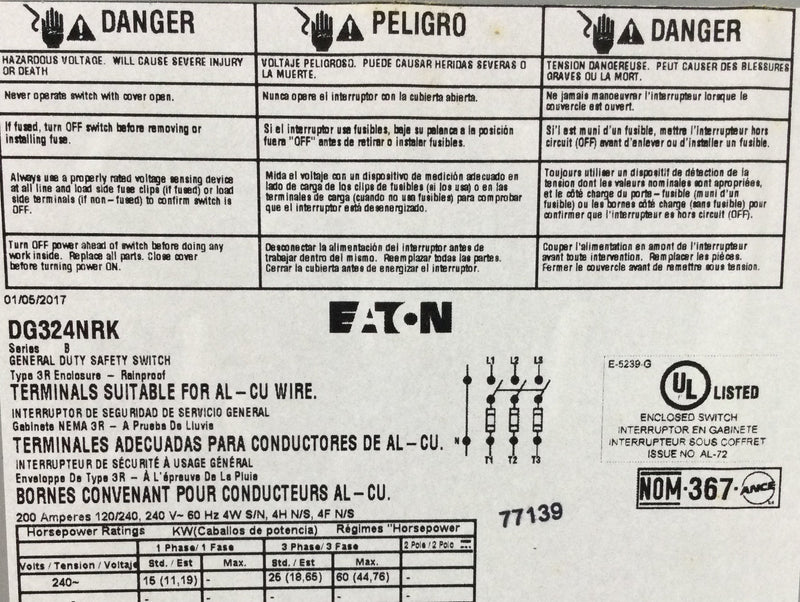 DANGER
HAZARDOUS VOLTAGE. WILL CAUSE SEVERE INJURY
OR DEATH
Never operate switch with cover open.
If fused, turn OFF switch before removing or
installing fuse.
Always use a properly rated voltage sensing device
at all line and load side fuse clips (if fused) or load
side terminals (if non-fused) to confirm switch is
OFF.
Turn OFF power ahead of switch before doing any
work inside. Replace all parts. Close cover
before turning power ON.
PELIGRO
VOLTAJE PELIGROSO. PUEDE CAUSAR HERIDAS SEVERAS O
LA MUERTE.
Nunca opere el interruptor con la cubierta abierta.
Si el interruptor usa fusibles, baje su palanca a la posición
fuera "OFF" antes de retirar o instalar fusibles.
Mida el voltaje con un dispositivo de medición adecuado en
lado de carga de los clips de fusibles (si los usa) o en las
terminales de carga (cuando no usa fusibles) para comprobar
que el interruptor está desenergizado.
Desconectar la alimentación del interruptor antes de
trabajar dentro del mismo. Reemplazar todas las partes.
Cerrar la cubierta antes de energizar el interruptor.
DANGER
TENSION DANGEREUSE. PEUT CAUSER DES BLESSURES
GRAVES OU LA MORT.
Ne jamais manoeuvrer l'interrupteur lorsque le
couvercle est ouvert.
S'il est muni d'un fusible, mettre l'interrupteur hors
circuit (OFF) avant d'enlever ou d'installer un fusible.
Toujours utiliser un dispositif de détection de la
tension dont les valeurs nominales sont apropriées,
et le côté charge du porte-fusible (muni d'un
fusible) ou les bornes côté charge (sans fusible) pour
confirmer que l'interrupteur es hors circuit (OFF).
Couper l'alimentation en amont de l'interrupteur
avant toute intervention. Remplacer les pièces.
Fermer le couvercle avant de remettre sous tension.
01/05/2017
EATON
DG324NRK
Series B
GENERAL DUTY SAFETY SWITCH
Type 3R Enclosure - Rainproof
TERMINALS SUITABLE FOR AL-CU WIRE.
INTERRUPTOR DE SEGURIDAD DE SERVICIO GENERAL
Gabinete NEMA 3R - A Prueba De Lluvia
TERMINALES ADECUADAS PARA CONDUCTORES DE AL-CU.
INTERRUPTEUR DE SÉCURITÉ À USAGE GÉNÉRAL
Enveloppe De Type 3R - À L'épreuve De La Pluie
BORNES CONVENANT POUR CONDUCTEURS AL-CU.
L1 L2 L3
N
T1 T2 T3
E-5239-G
UL LISTED
ENCLOSED SWITCH
INTERRUPTOR EN GABINETE
INTERRUPTEUR SOUS COFFRET
ISSUE NO AL-72
NOM-367-ANCE
77139
200 Amperes 120/240, 240 V~ 60 Hz 4W S/N, 4H N/S, 4F N/S
Horsepower Ratings KW(Caballos de potencia) Régimes "Horsepower
1 Phase/1 Fase 3 Phase/3 Fase 2 Pole/2 Polo
Volts / Tension / Voltaje Std. / Est Max. Std. / Est Max.
240~ 15 (11,19) - 25 (18,65) 60 (44,76) -
- - - - -